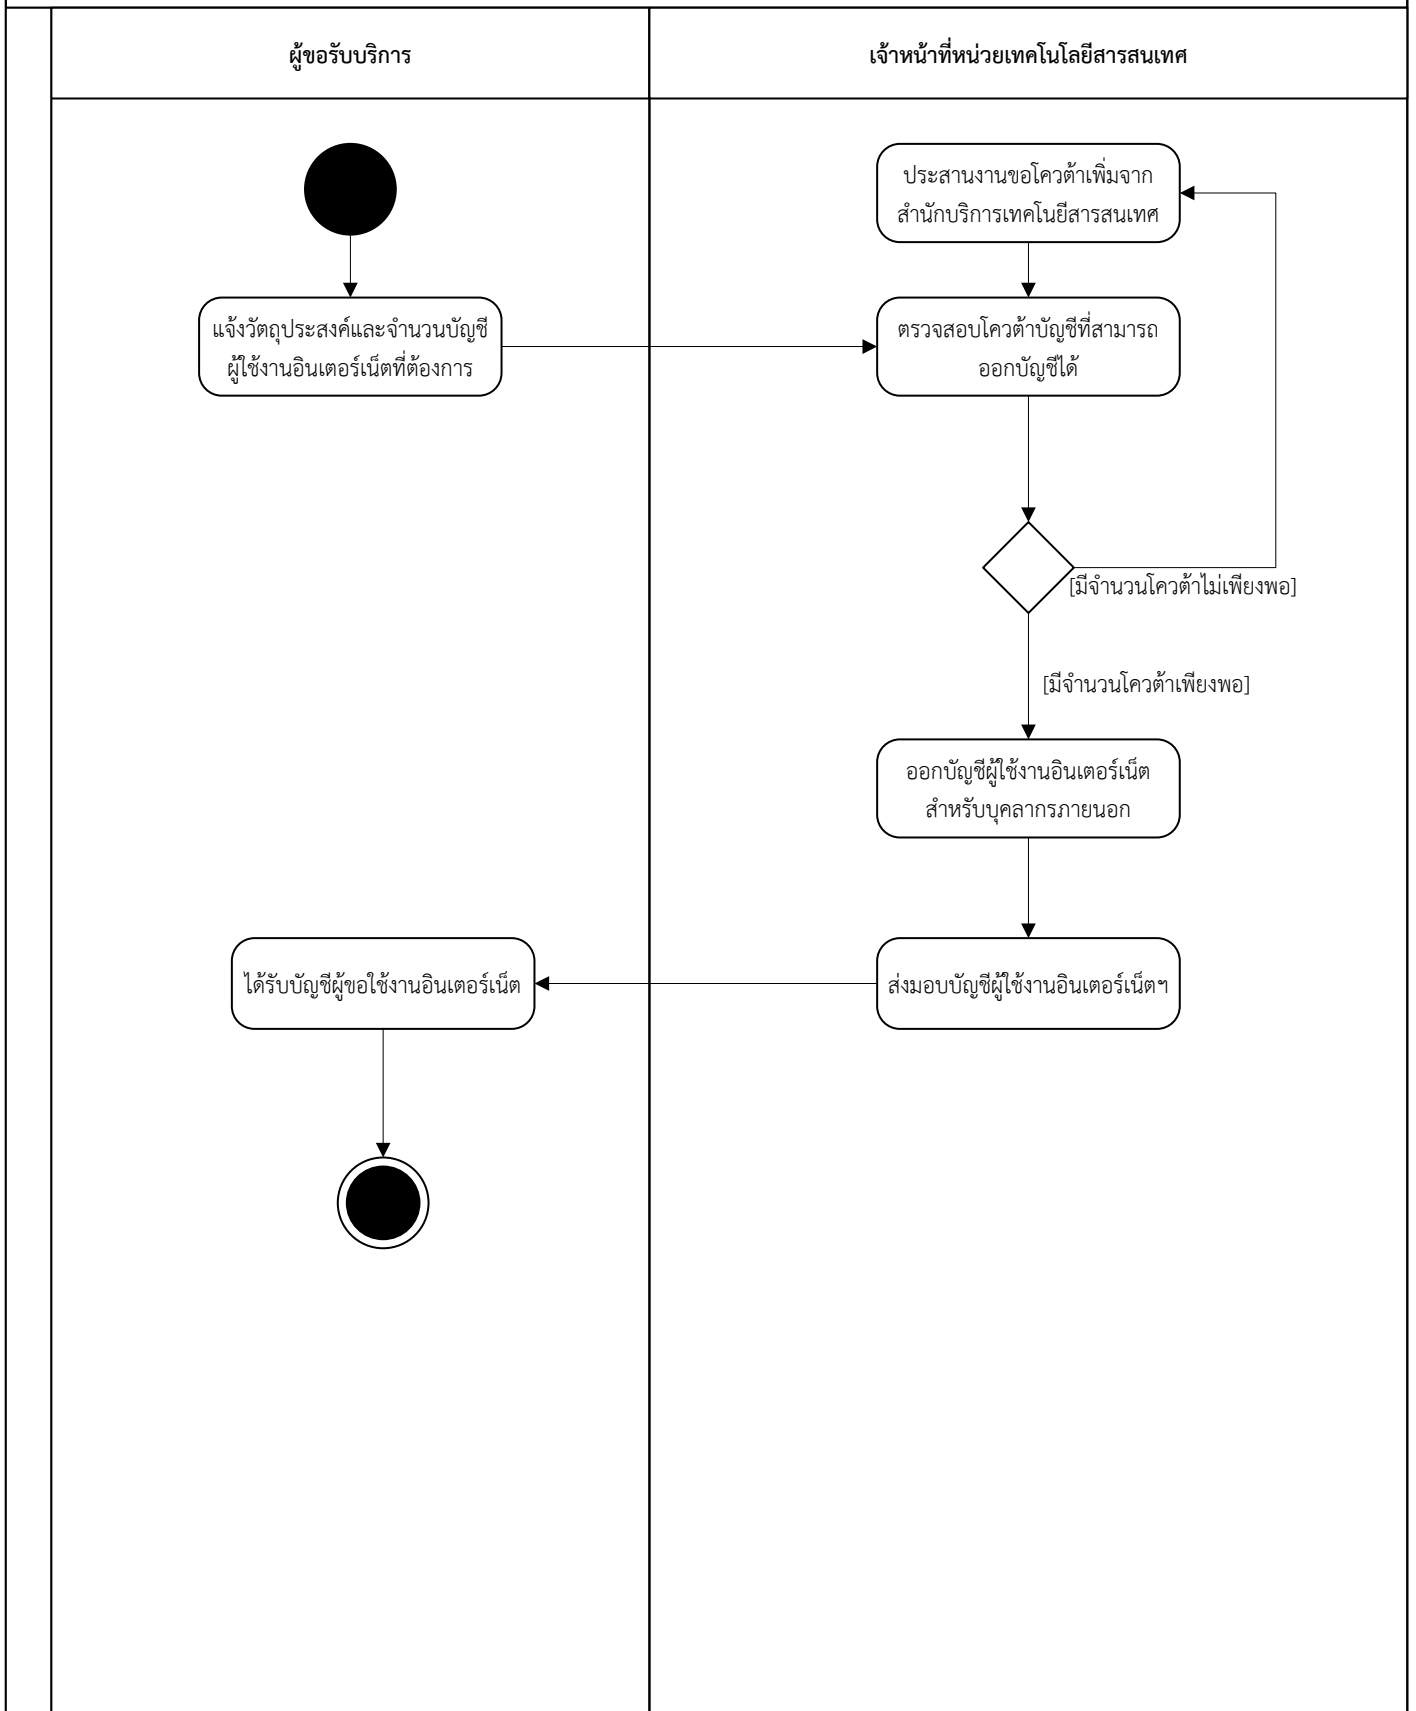 ผู้ขอรับบริการ
เจ้าหน้าที่หน่วยเทคโนโลยีสารสนเทศ
ประสานงานขอโควต้าเพิ่มจาก
สำนักบริการเทคโนยีสารสนเทศ
แจ้งวัตถุประสงค์และจำนวนบัญชี
ผู้ใช้งานอินเตอร์เน็ตที่ต้องการ
ตรวจสอบโควต้าบัญชีที่สามารถ
ออกบัญชีได้
[มีจำนวนโควต้าไม่เพียงพอ]
[มีจำนวนโควต้าเพียงพอ]
ออกบัญชีผู้ใช้งานอินเตอร์เน็ต
สำหรับบุคลากรภายนอก
ได้รับบัญชีผู้ขอใช้งานอินเตอร์เน็ต
ส่งมอบบัญชีผู้ใช้งานอินเตอร์เน็ตฯ